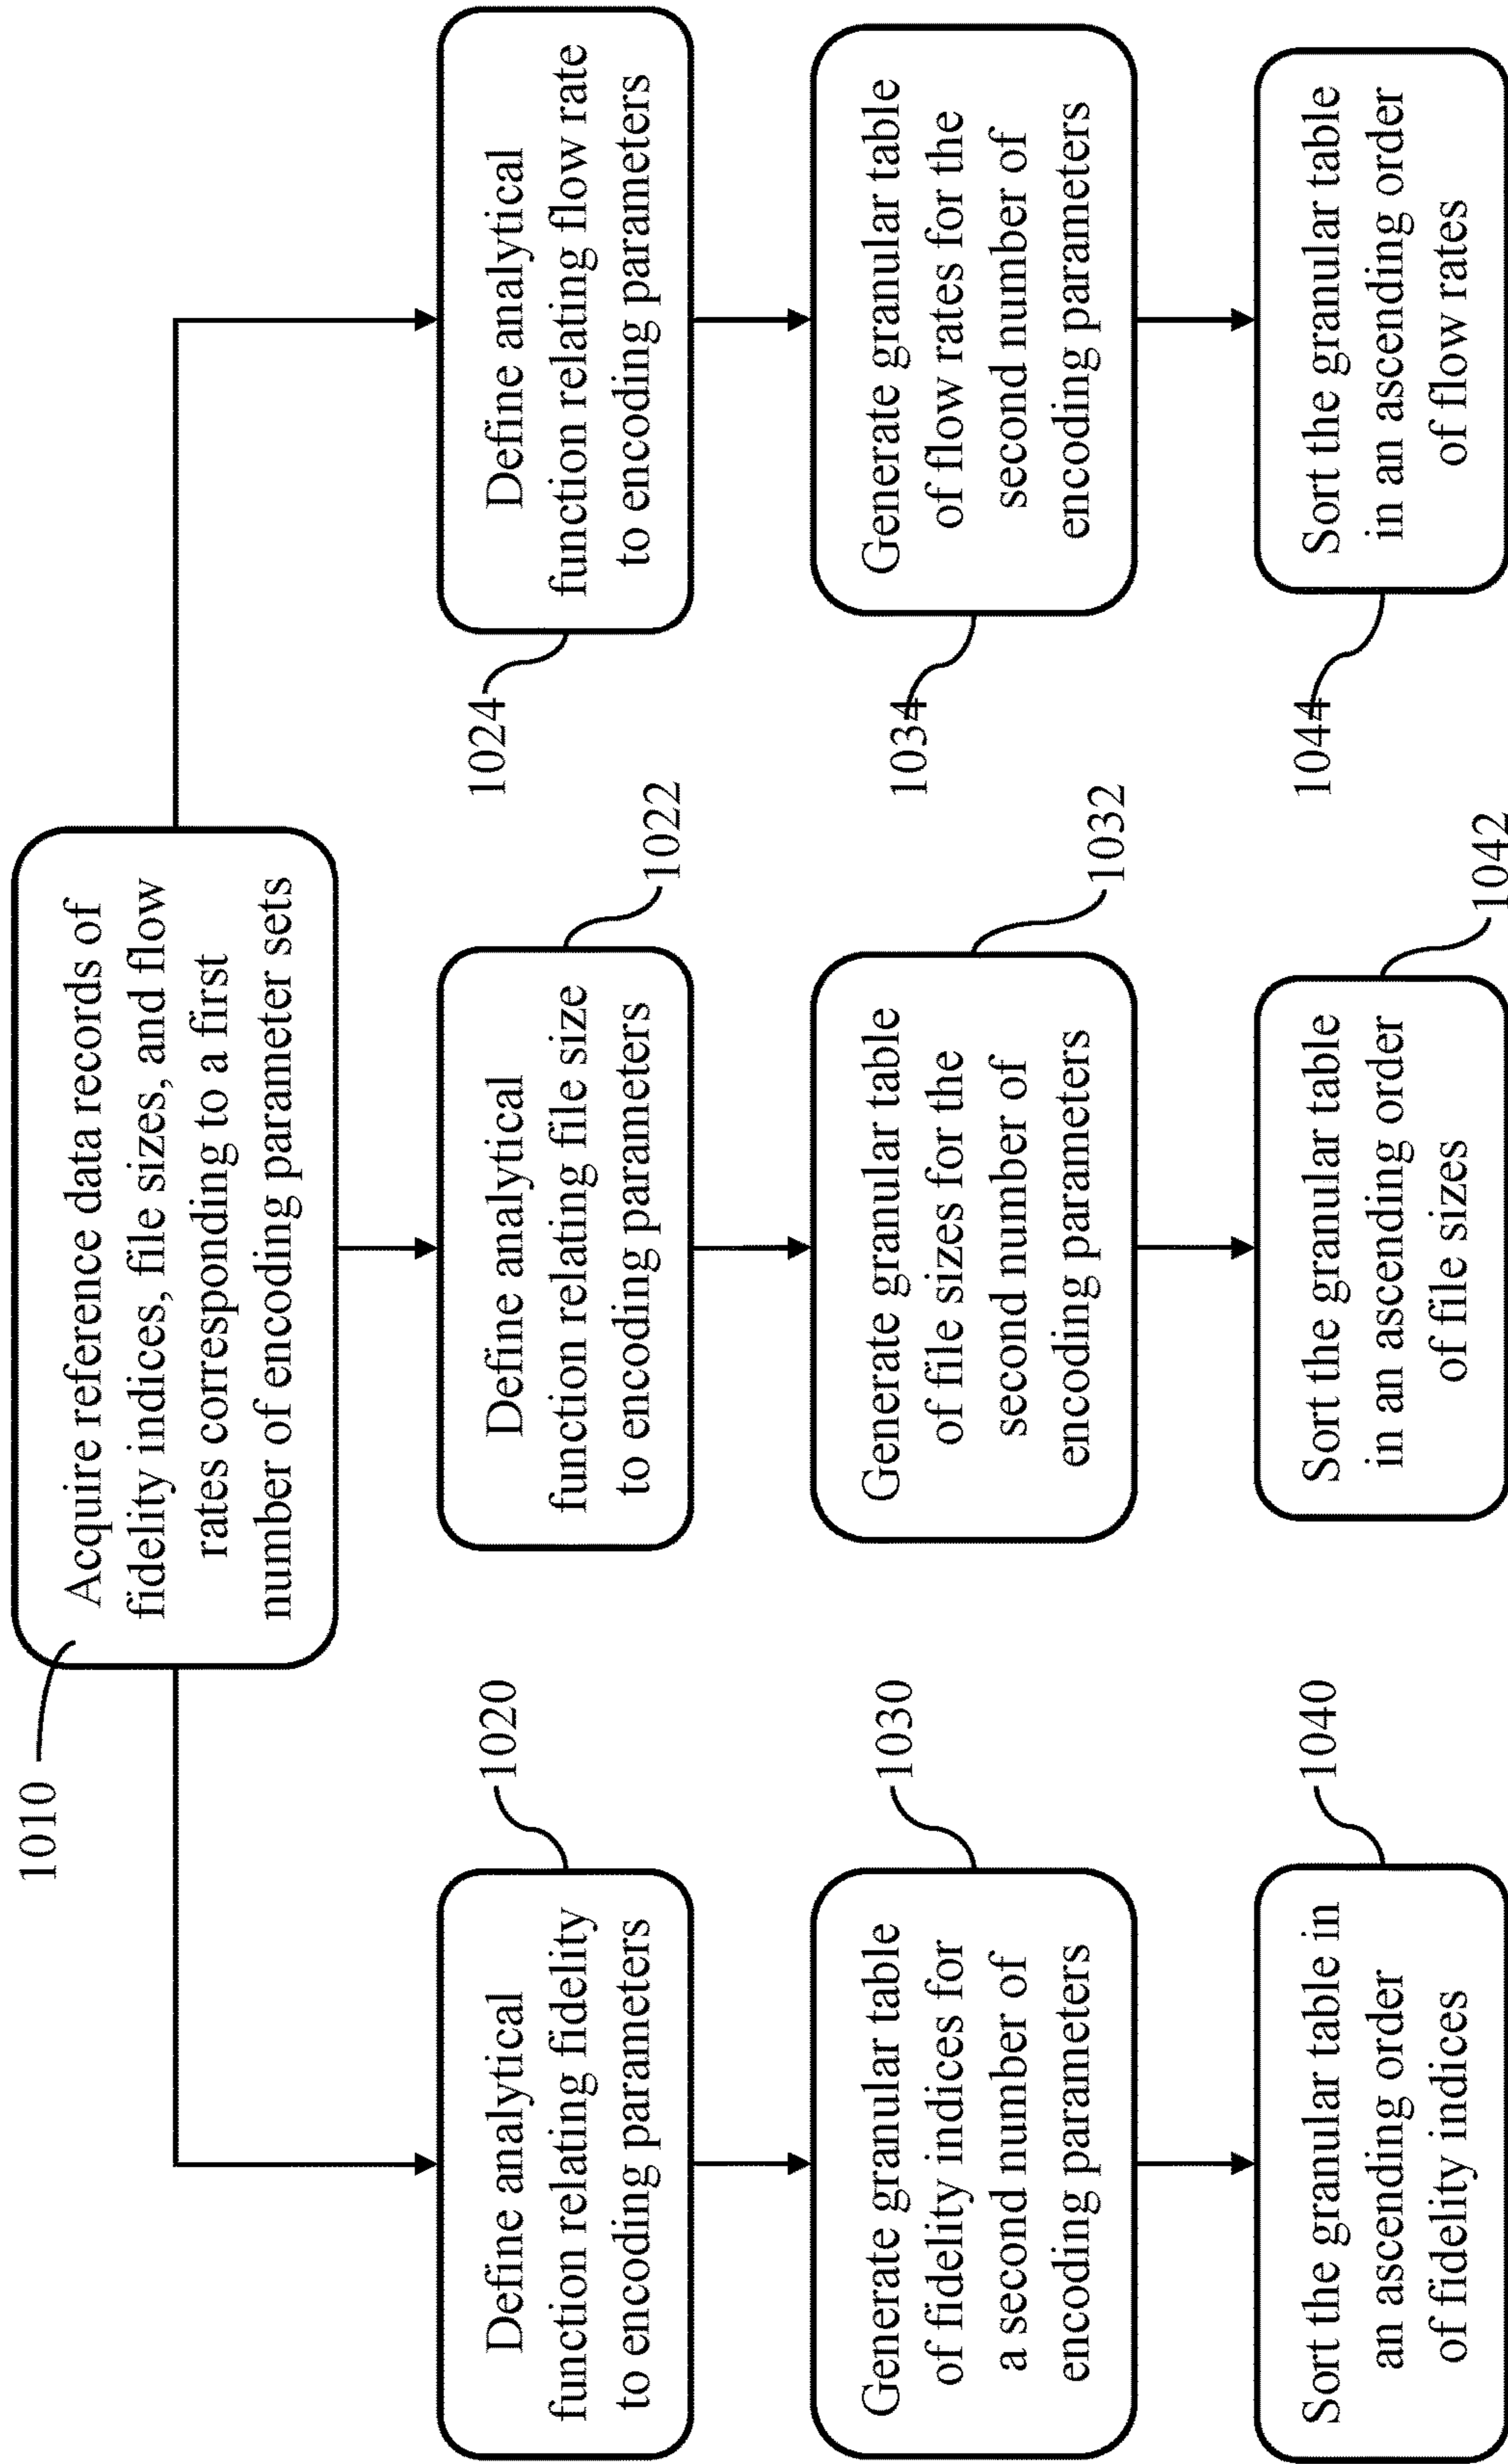 1010
Acquire reference data records of
fidelity indices, file sizes, and flow
rates corresponding to a first
number of encoding parameter sets
1020
Define analytical
function relating fidelity
to encoding parameters
1022
Define analytical
function relating file size
to encoding parameters
1024
Define analytical
function relating flow rate
to encoding parameters
1030
Generate granular table
of fidelity indices for
a second number of
encoding parameters
1032
Generate granular table
of file sizes for the
second number of
encoding parameters
1034
Generate granular table
of flow rates for the
second number of
encoding parameters
1040
Sort the granular table in
an ascending order
of fidelity indices
1042
Sort the granular table
in an ascending order
of file sizes
1044
Sort the granular table
in an ascending order
of flow rates